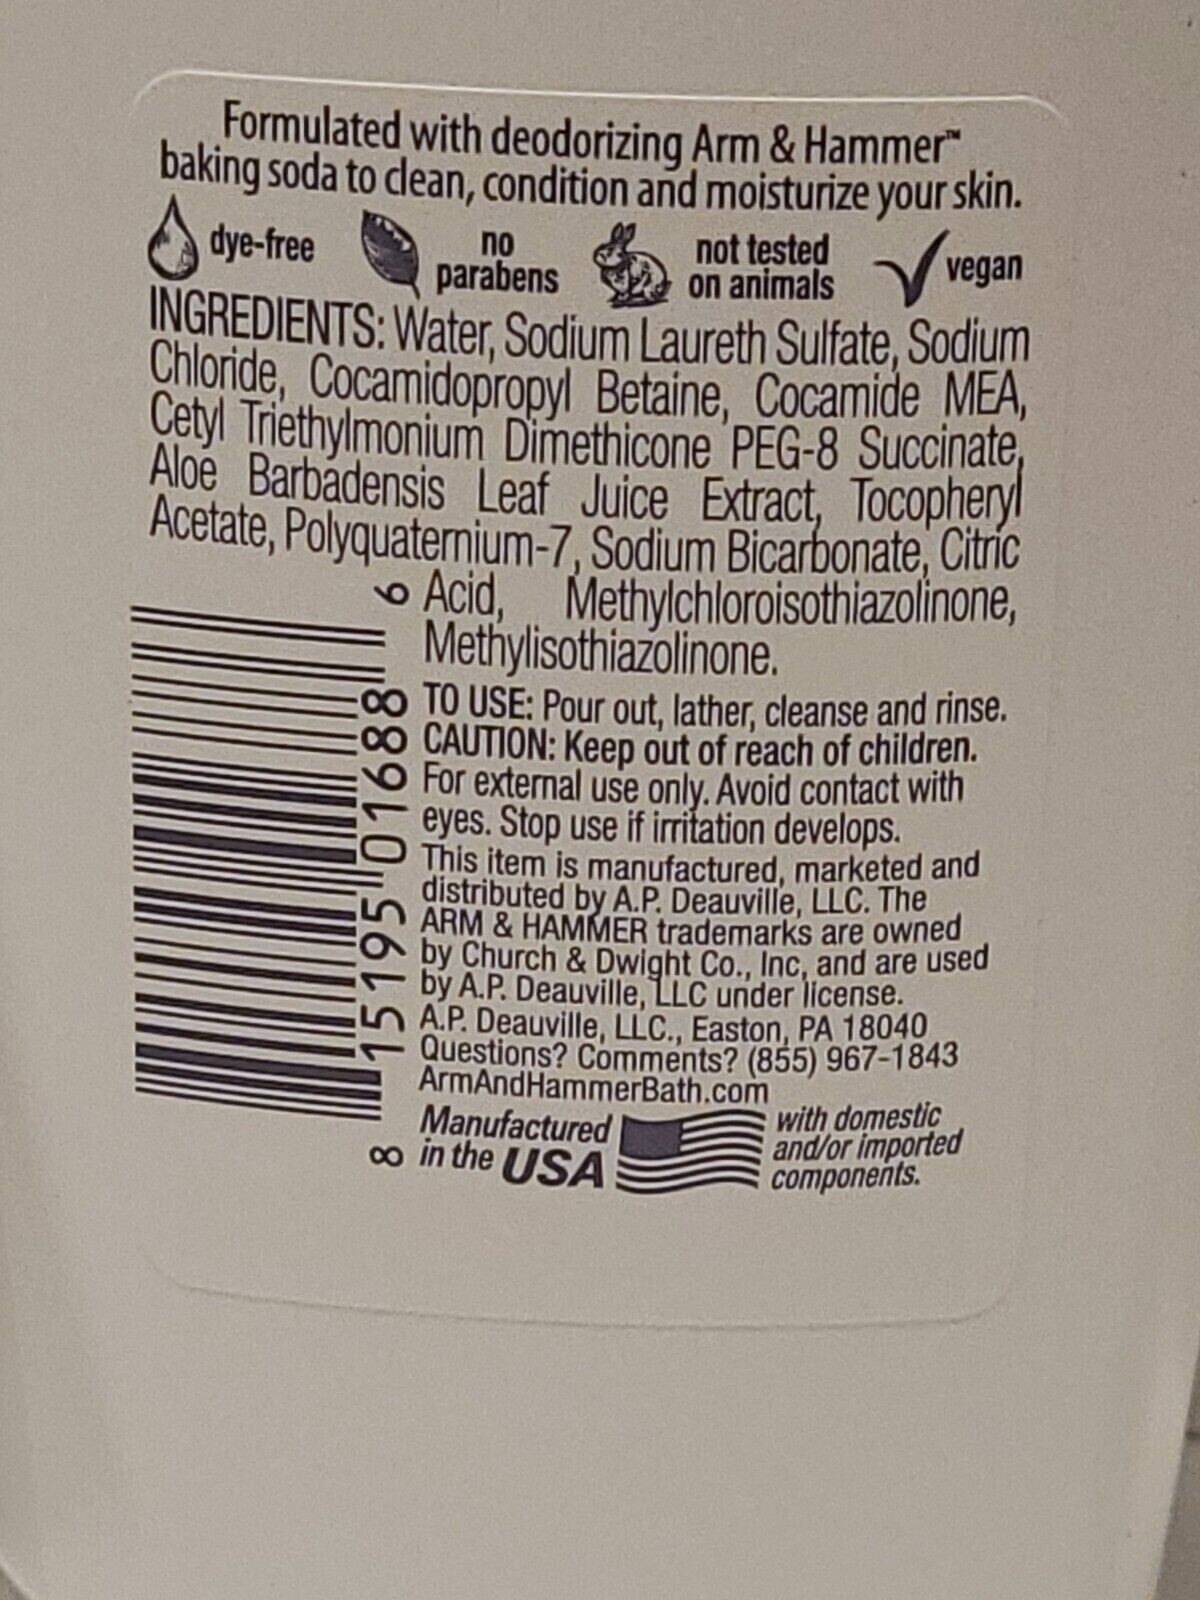 Formulated with deodorizing Arm & Hammer™
baking soda to clean, condition and moisturize your skin.
dye-free
no
parabens
not tested
on animals
vegan
INGREDIENTS: Water, Sodium Laureth Sulfate, Sodium
Chloride, Cocamidopropyl Betaine, Cocamide MEA,
Cetyl Triethylmonium Dimethicone PEG-8 Succinate,
Aloe Barbadensis Leaf Juice Extract, Tocopheryl
Acetate, Polyquaternium-7, Sodium Bicarbonate, Citric
Acid, Methylchloroisothiazolinone,
Methylisothiazolinone.
TO USE: Pour out, lather, cleanse and rinse.
CAUTION: Keep out of reach of children.
For external use only. Avoid contact with
eyes. Stop use if irritation develops.
This item is manufactured, marketed and
distributed by A.P. Deauville, LLC. The
ARM & HAMMER trademarks are owned
by Church & Dwight Co., Inc, and are used
by A.P. Deauville, LLC under license.
A.P. Deauville, LLC., Easton, PA 18040
Questions? Comments? (855) 967-1843
ArmAndHammerBath.com
Manufactured
in the USA
with domestic
and/or imported
components.
8 15195 01688 6